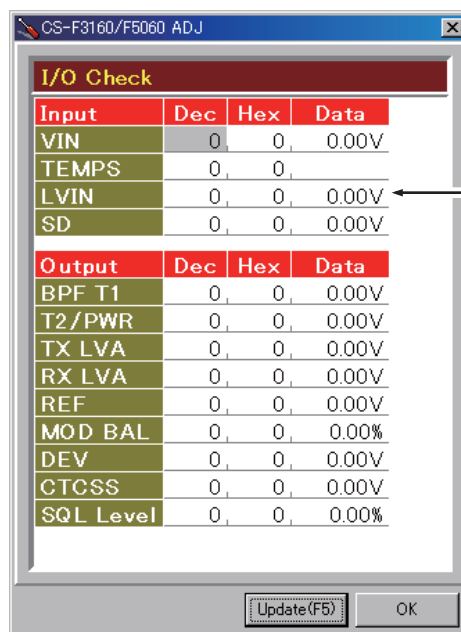 CS-F3160/F5060 ADJ
I/O Check
Input Dec Hex Data
VIN 0, 0, 0.00V
TEMPS 0, 0,
LVIN 0, 0, 0.00V
SD 0, 0, 0.00V
Output Dec Hex Data
BPF T1 0, 0, 0.00V
T2/PWR 0, 0, 0.00V
TX LVA 0, 0, 0.00V
RX LVA 0, 0, 0.00V
REF 0, 0, 0.00V
MOD BAL 0, 0, 0.00%
DEV 0, 0, 0.00V
CTCSS 0, 0, 0.00V
SQL Level 0, 0, 0.00%
Update(F5) OK